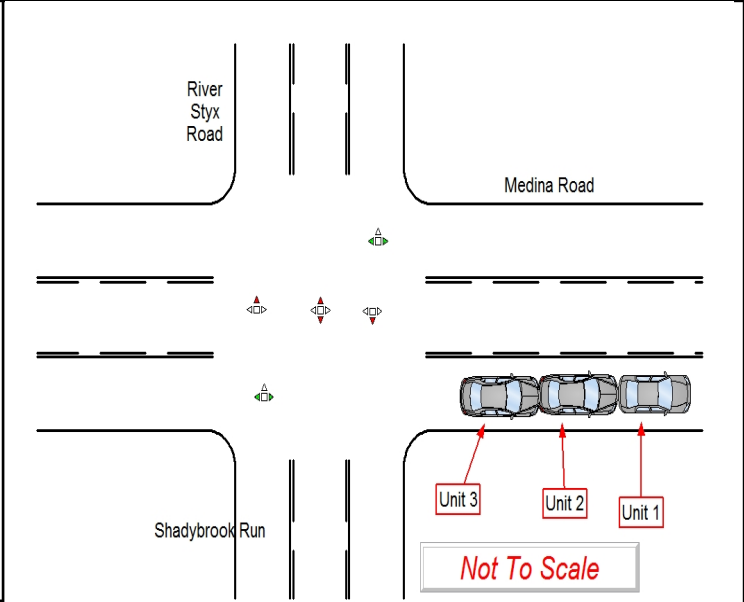 River
Styx
Road
Medina Road
Unit 3
Unit 2
Unit 1
Shadybrook Run
Not To Scale